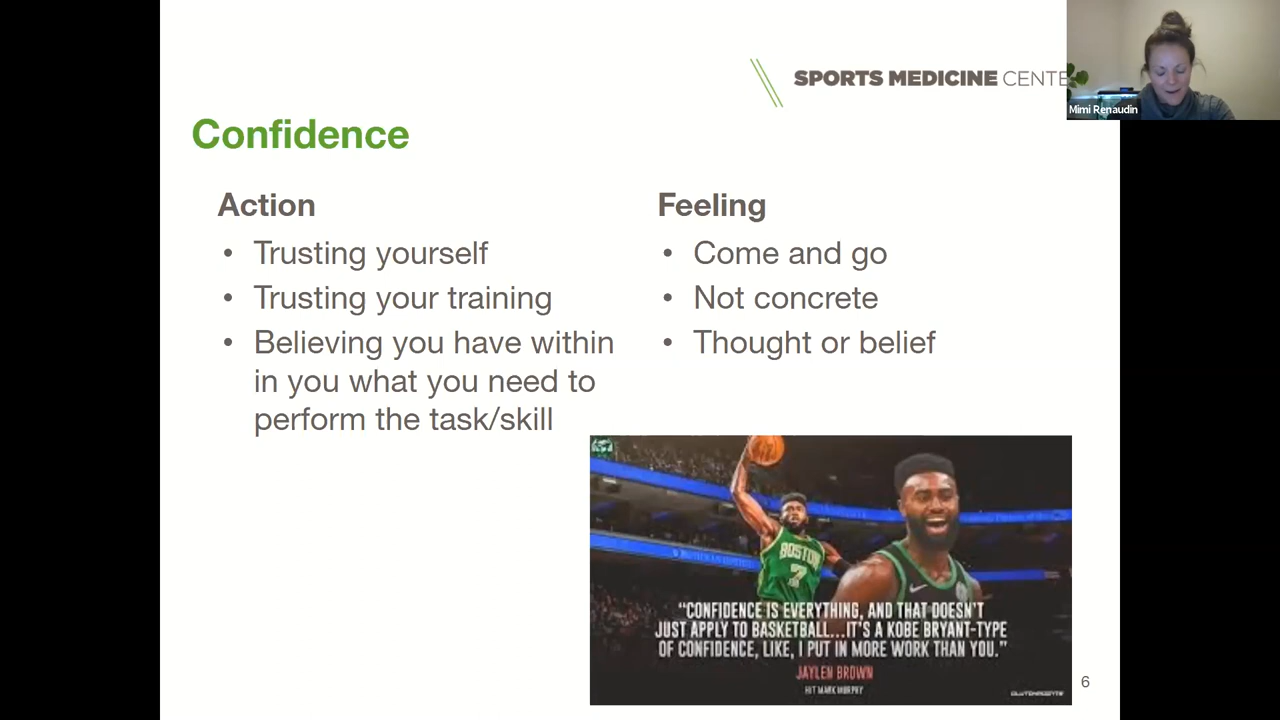 SPORTS MEDICINE CENTE
Mimi Renaudin
Confidence
Action
• Trusting yourself
• Trusting your training
• Believing you have within
in you what you need to
perform the task/skill
Feeling
• Come and go
• Not concrete
• Thought or belief
BOSTON
7
“CONFIDENCE IS EVERYTHING, AND THAT DOESN'T
JUST APPLY TO BASKETBALL...IT'S A KOBE BRYANT-TYPE
OF CONFIDENCE, LIKE, I PUT IN MORE WORK THAN YOU.”
JAYLEN BROWN
H/T MARK MURPHY
6